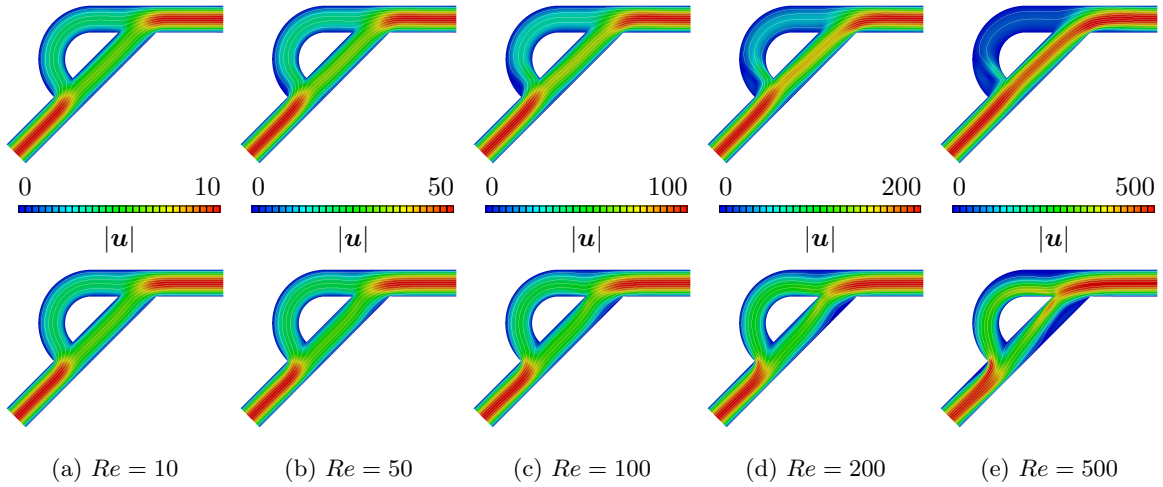 0 10 0 50 0 100 0 200 0 500
|u| |u| |u| |u| |u|
(a) Re = 10 (b) Re = 50 (c) Re = 100 (d) Re = 200 (e) Re = 500